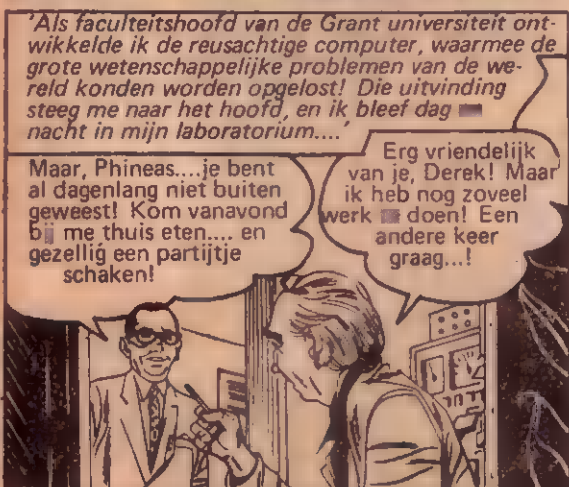 'Als faculteitshoofd van de Grant universiteit ont-
wikkelde ik de reusachtige computer, waarmee de
grote wetenschappelijke problemen van de we-
reld konden worden opgelost! Die uitvinding
steeg me naar het hoofd, en ik bleef dag
nacht in mijn laboratorium....'
Maar, Phineas....je bent
al dagenlang niet buiten
geweest! Kom vanavond
bij me thuis eten.... en
gezellig een partijtje
schaken!
Erg vriendelijk
van je, Derek! Maar
ik heb nog zoveel
werk doen! Een
andere keer
graag...!